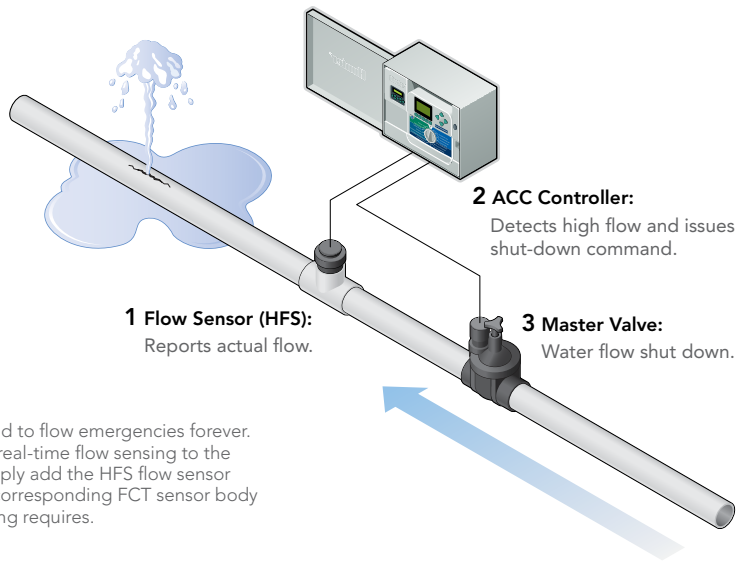 2 ACC Controller:
Detects high flow and issues
shut-down command.
1 Flow Sensor (HFS):
Reports actual flow.
3 Master Valve:
Water flow shut down.
d to flow emergencies forever.
real-time flow sensing to the
ply add the HFS flow sensor
orresponding FCT sensor body
ng requires.